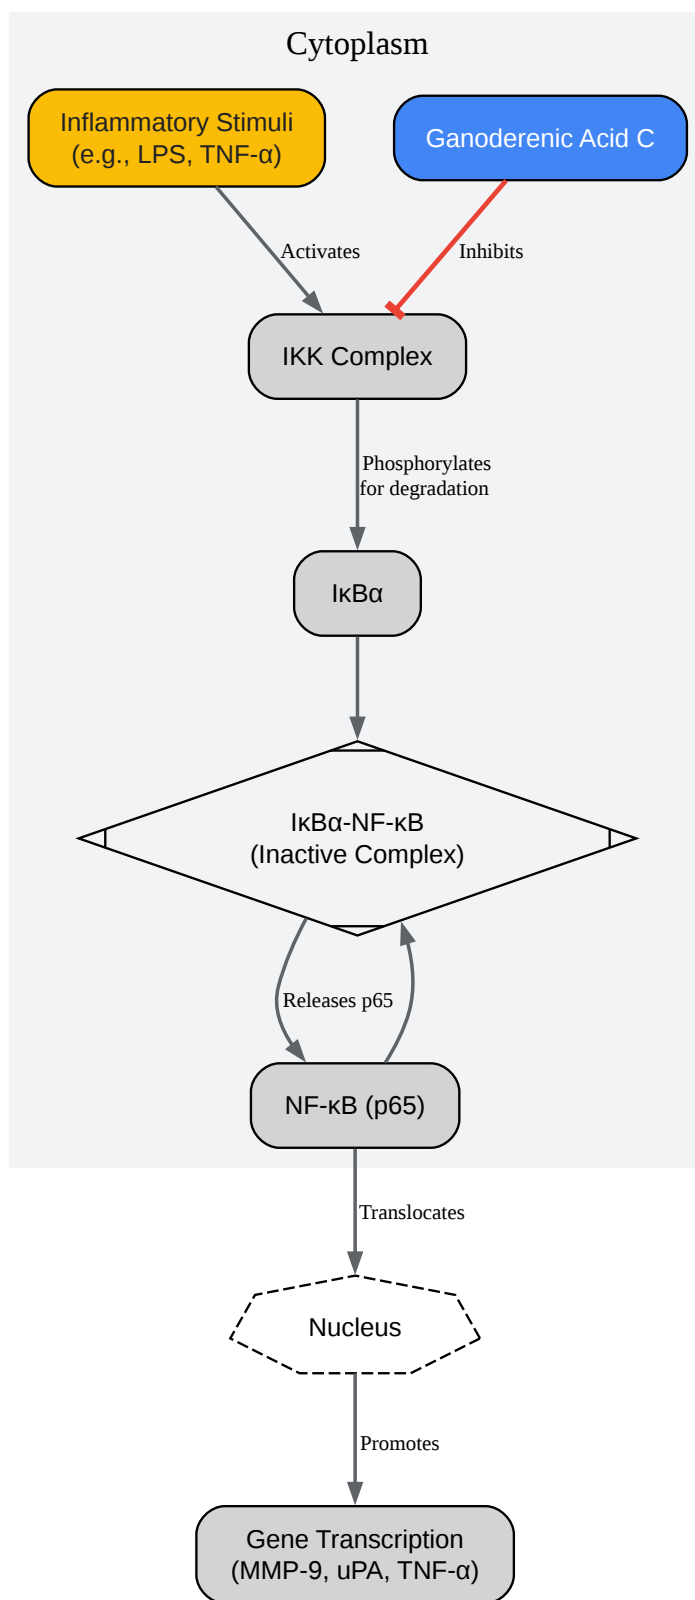 Cytoplasm
Inflammatory Stimuli
(e.g., LPS, TNF-α)
Ganoderenic Acid C
Activates
Inhibits
IKK Complex
Phosphorylates
for degradation
IκBα
IκBα-NF-κB
(Inactive Complex)
Releases p65
NF-κB (p65)
Translocates
Nucleus
Promotes
Gene Transcription
(MMP-9, uPA, TNF-α)